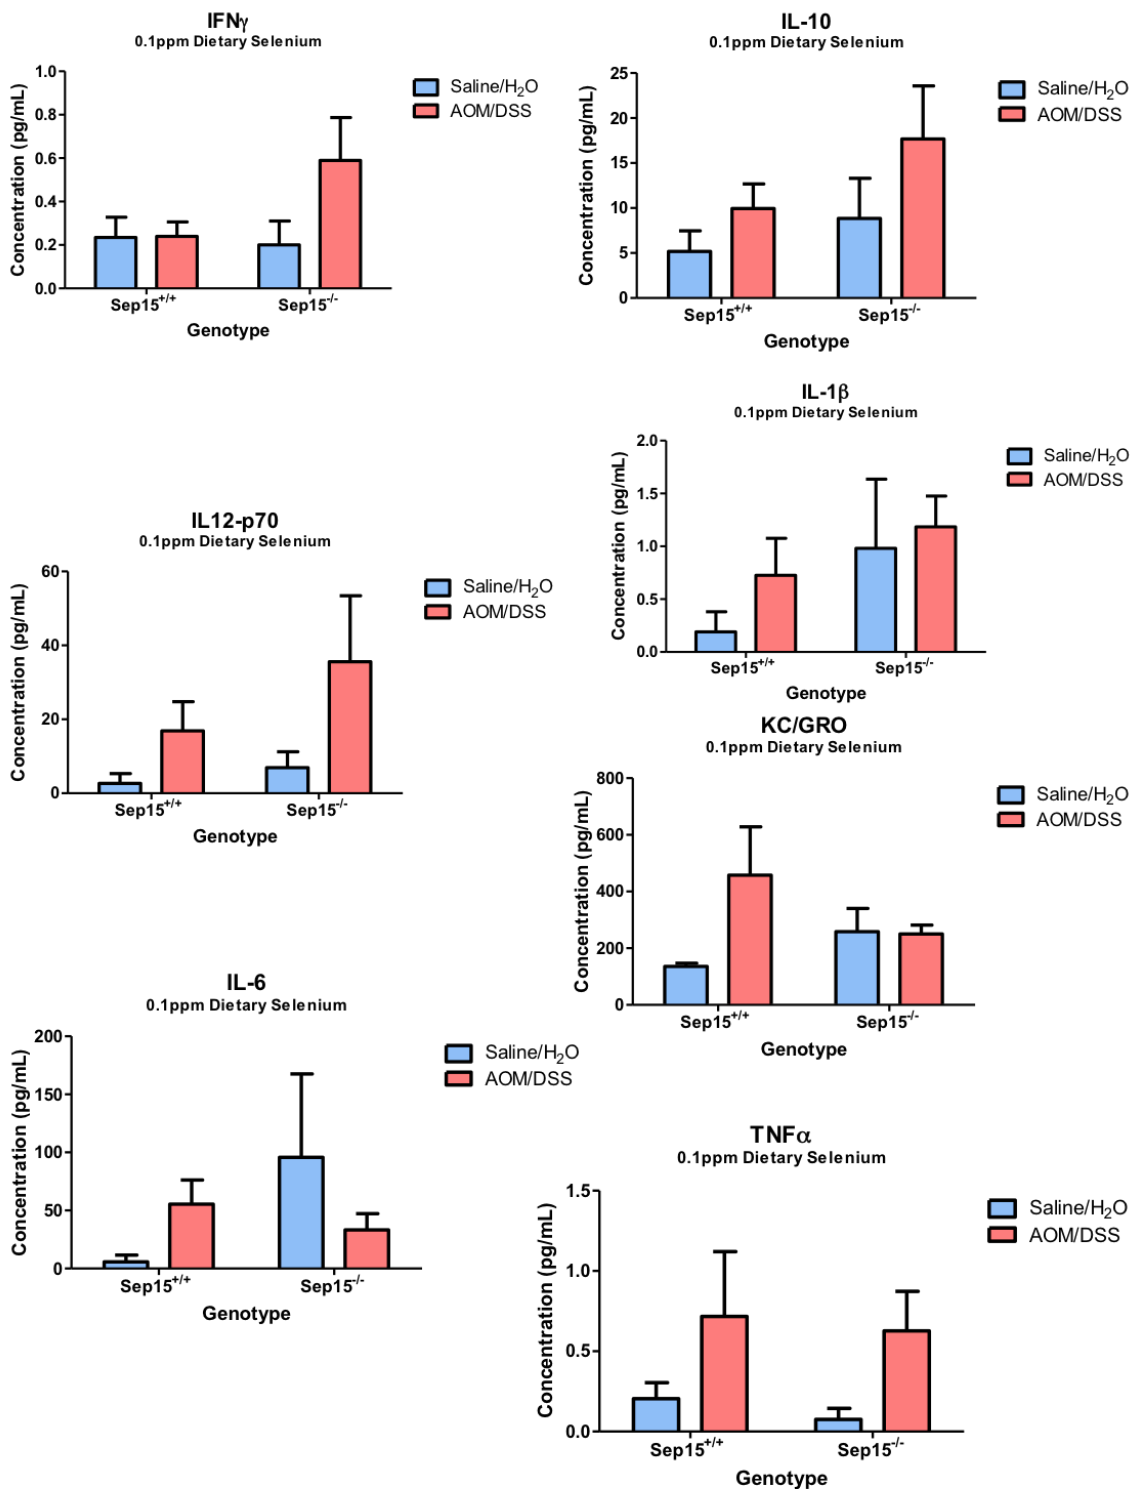 IFNγ
0.1ppm Dietary Selenium
Concentration (pg/mL)
1.0
0.8
0.6
0.4
0.2
0.0
Sep15+/+
Sep15-/-
Genotype
Saline/H2O
AOM/DSS
IL-10
0.1ppm Dietary Selenium
Concentration (pg/mL)
25
20
15
10
5
0
Sep15+/+
Sep15-/-
Genotype
Saline/H2O
AOM/DSS
IL-1β
0.1ppm Dietary Selenium
Concentration (pg/mL)
2.0
1.5
1.0
0.5
0.0
Sep15+/+
Sep15-/-
Genotype
Saline/H2O
AOM/DSS
IL12-p70
0.1ppm Dietary Selenium
Concentration (pg/mL)
60
40
20
0
Sep15+/+
Sep15-/-
Genotype
Saline/H2O
AOM/DSS
KC/GRO
0.1ppm Dietary Selenium
Concentration (pg/mL)
800
600
400
200
0
Sep15+/+
Sep15-/-
Genotype
Saline/H2O
AOM/DSS
IL-6
0.1ppm Dietary Selenium
Concentration (pg/mL)
200
150
100
50
0
Sep15+/+
Sep15-/-
Genotype
Saline/H2O
AOM/DSS
TNFα
0.1ppm Dietary Selenium
Concentration (pg/mL)
1.5
1.0
0.5
0.0
Sep15+/+
Sep15-/-
Genotype
Saline/H2O
AOM/DSS